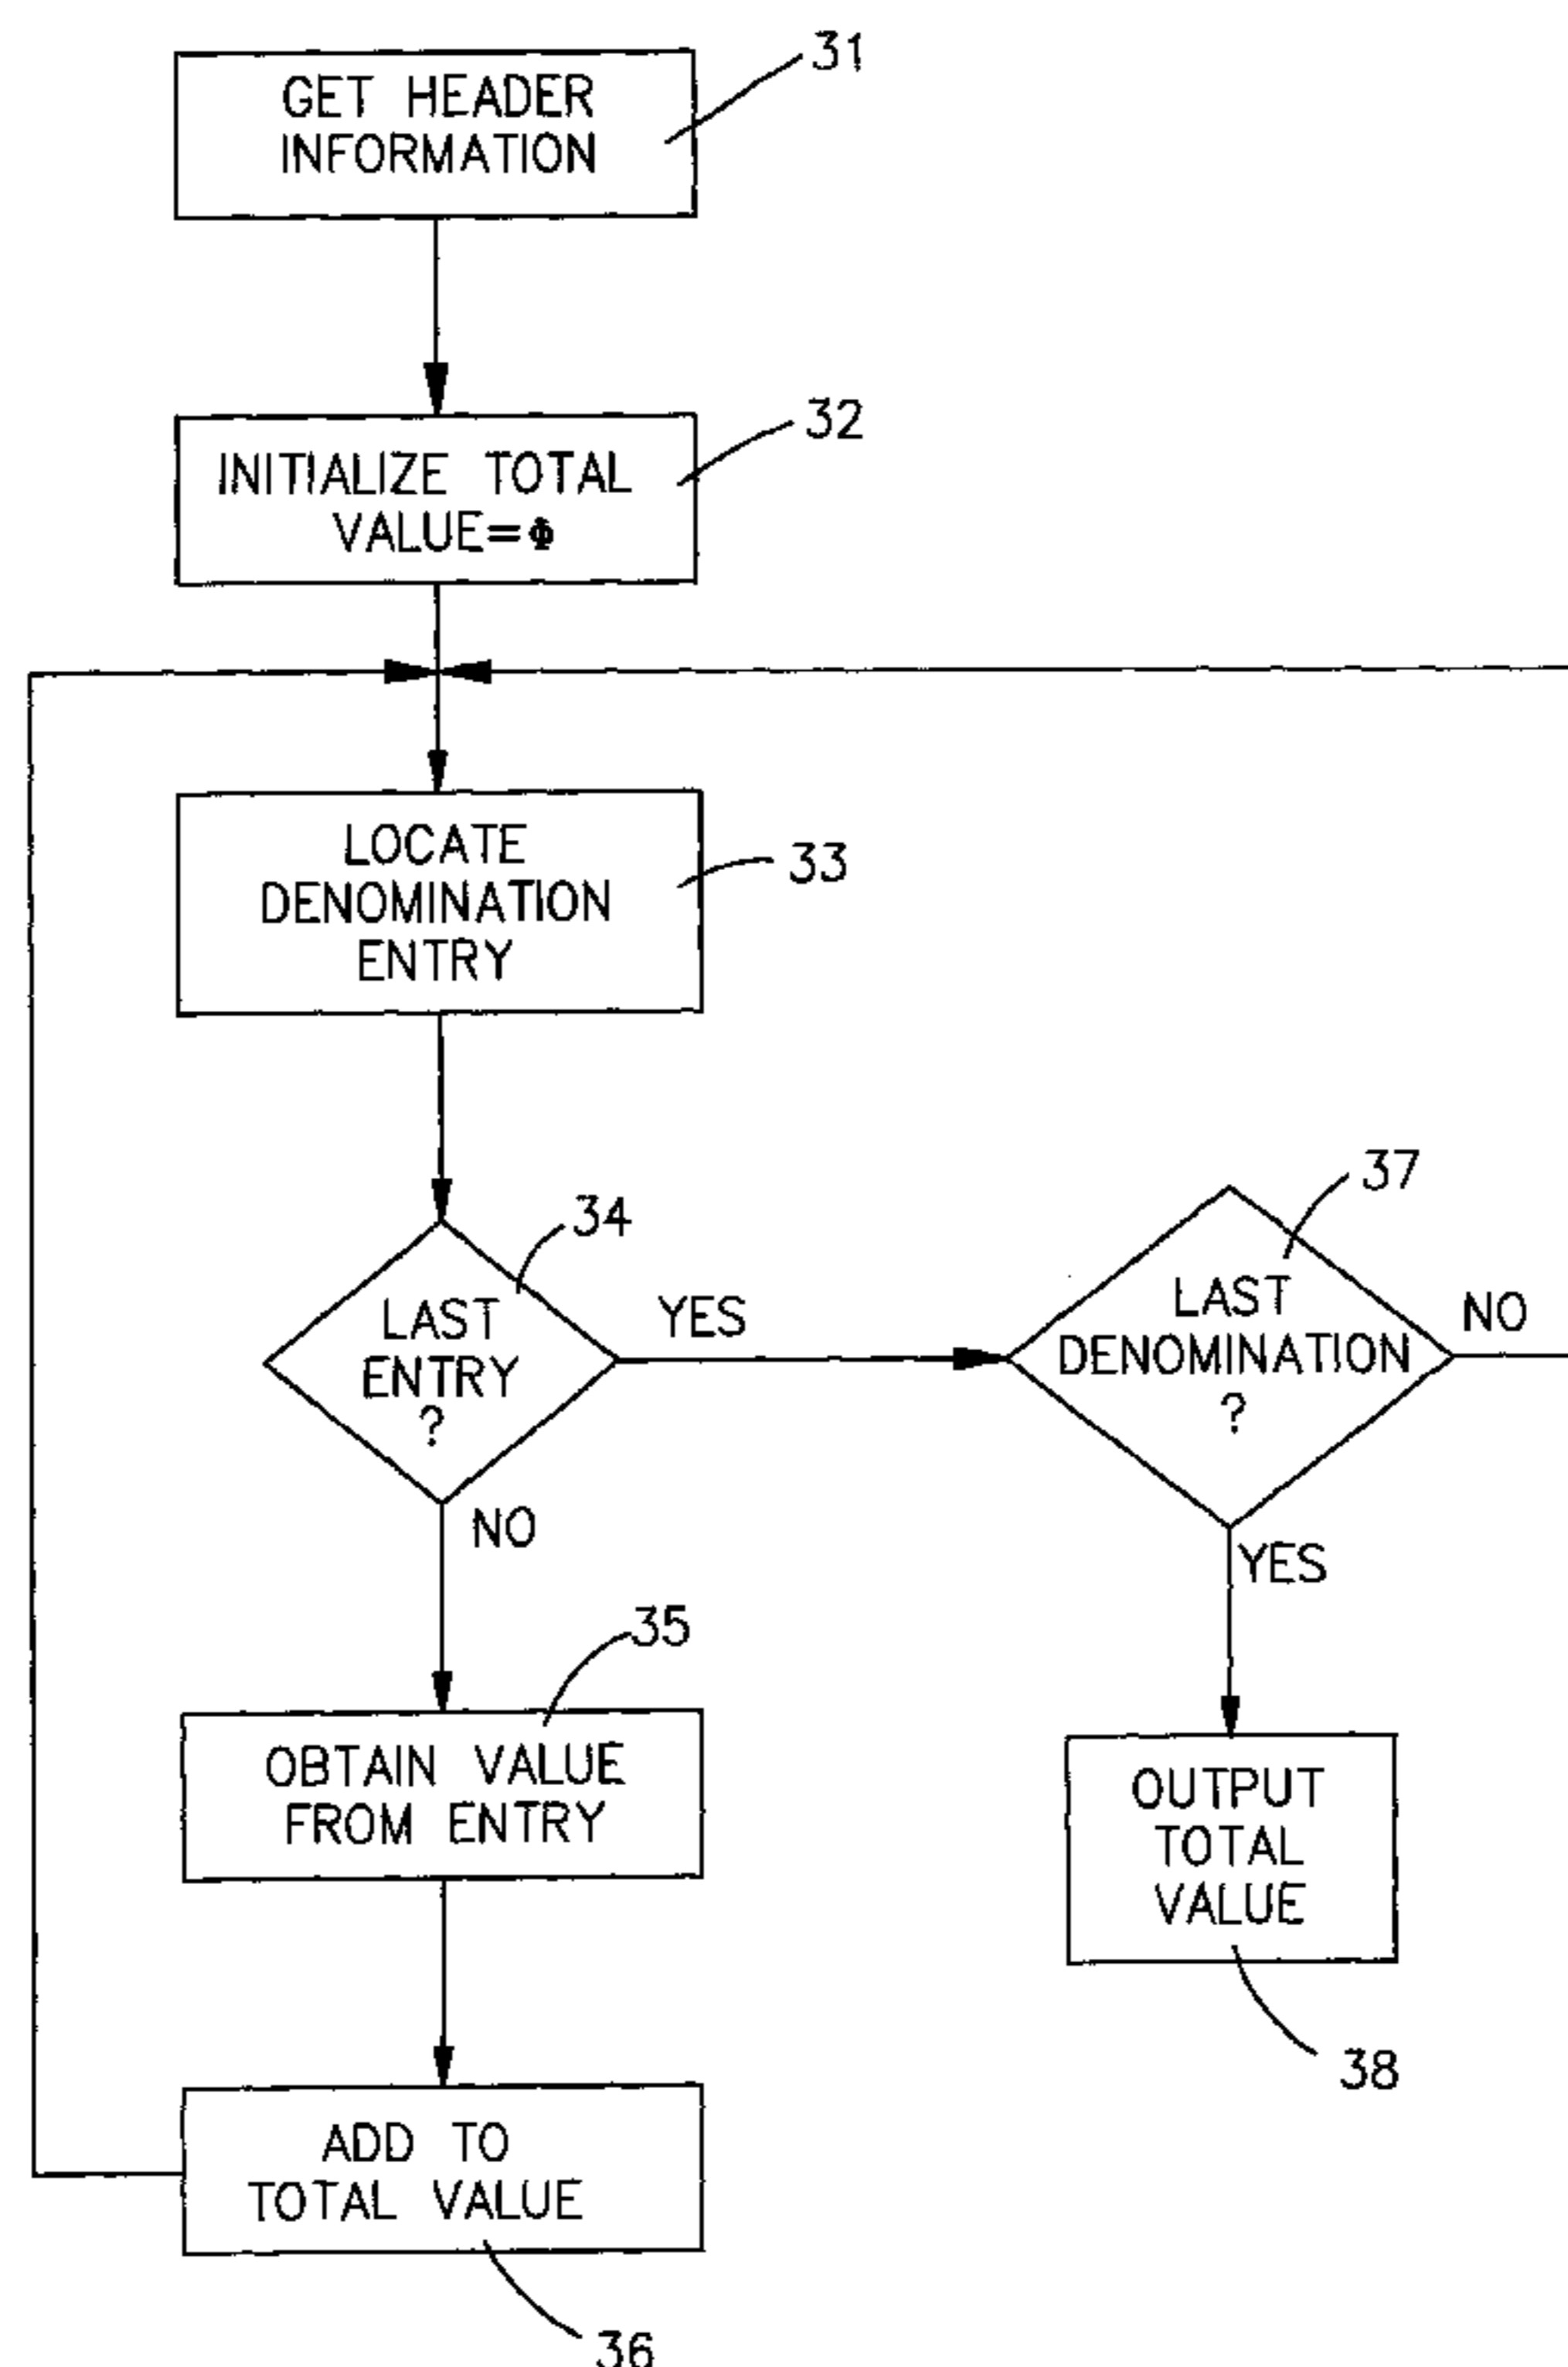 31
GET HEADER
INFORMATION
32
INITIALIZE TOTAL
VALUE=Φ
LOCATE
DENOMINATION
ENTRY
33
34
LAST
ENTRY
?
YES
NO
37
LAST
DENOMINATION
?
NO
YES
35
OBTAIN VALUE
FROM ENTRY
OUTPUT
TOTAL
VALUE
38
ADD TO
TOTAL VALUE
36